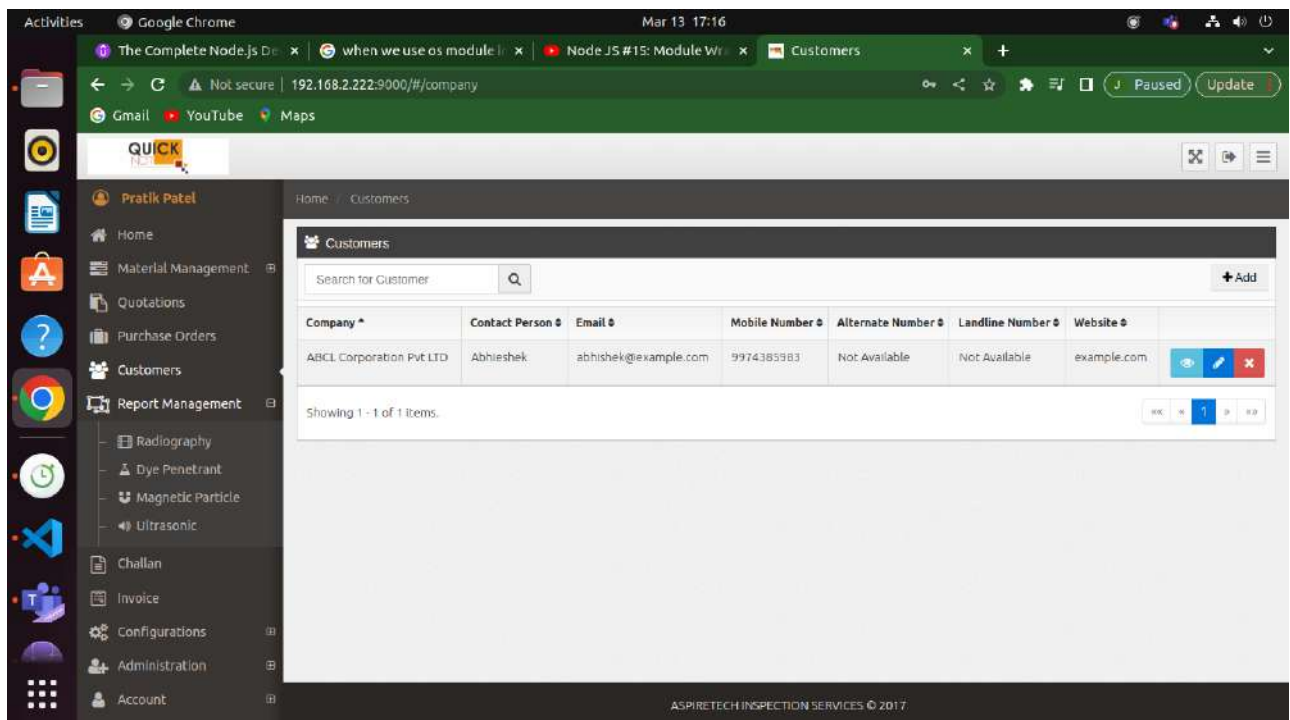 Activities Google Chrome Mar 13 17:16
The Complete Node.js De × when we use os module i × Node JS #15: Module Wr × Customers × +
Not secure | 192.168.2.222:9000/#/company J Paused Update
Gmail YouTube Maps
QUICK
NDT
Pratik Patel
Home / Customers
Home
Material Management
Quotations
Purchase Orders
Customers
Report Management
Radiography
Dye Penetrant
Magnetic Particle
Ultrasonic
Challan
Invoice
Configurations
Administration
Account
Customers
Search for Customer
+ Add
Company Contact Person Email Mobile Number Alternate Number Landline Number Website
ABCL Corporation Pvt LTD Abhieshek abhishek@example.com 9974385983 Not Available Not Available example.com
Showing 1 - 1 of 1 items.
«« « 1 » »»
ASPIRETECH INSPECTION SERVICES © 2017